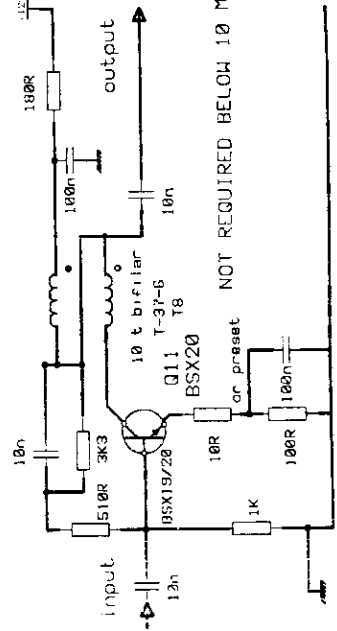 180R
100n
output
10n
10n
3K3
510R
10 t bifilar
T-37-6
T8
Q11
BSX20
BSX19/20
or preset
10R
100R
100n
1K
input
10n
NOT REQUIRED BELOW 10 M